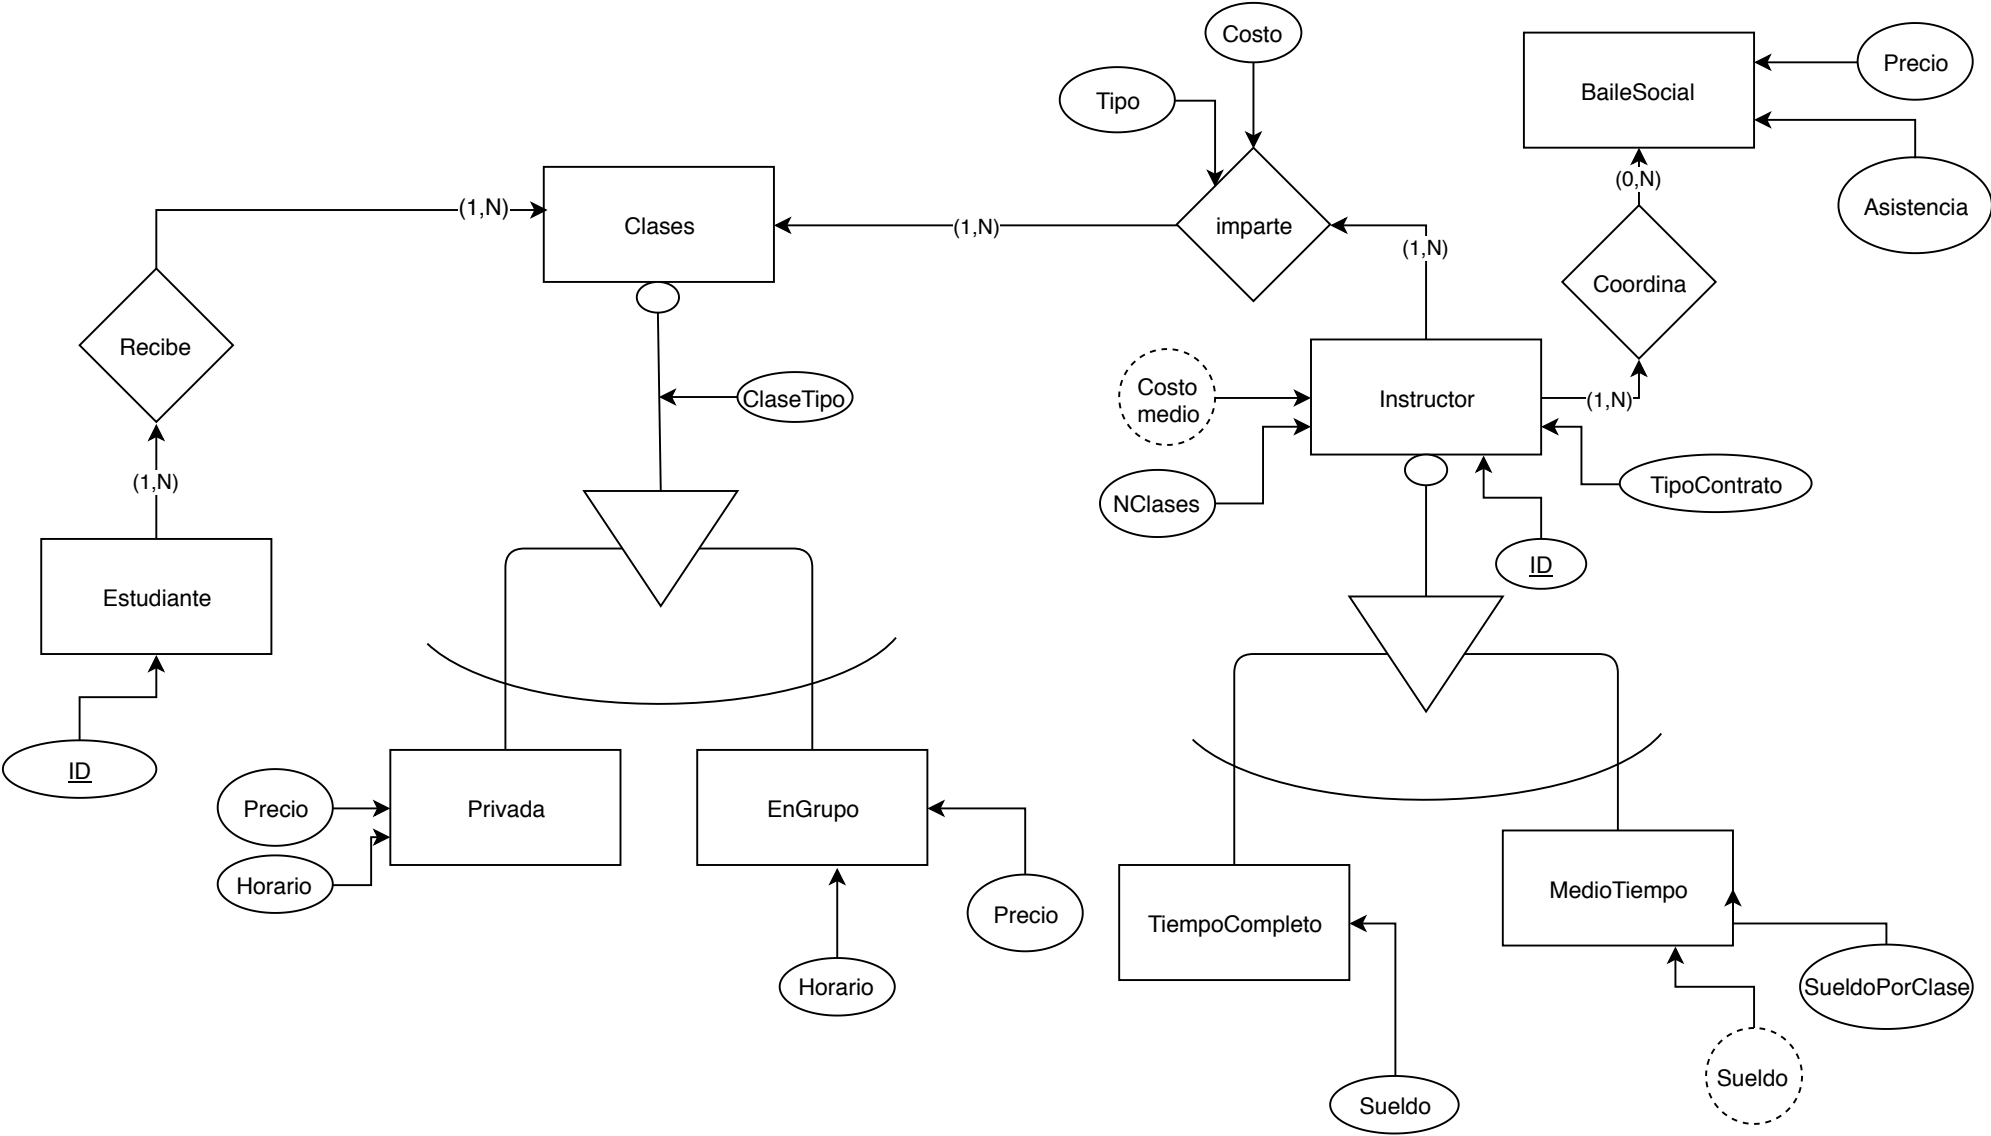 Costo
Precio
BaileSocial
Tipo
(0,N)
(1,N)
Asistencia
Clases
(1,N)
imparte
(1,N)
Coordina
Recibe
Costo
medio
ClaseTipo
Instructor
(1,N)
(1,N)
TipoContrato
NClases
ID
Estudiante
ID
Precio
Privada
EnGrupo
Horario
MedioTiempo
Precio
TiempoCompleto
Horario
SueldoPorClase
Sueldo
Sueldo